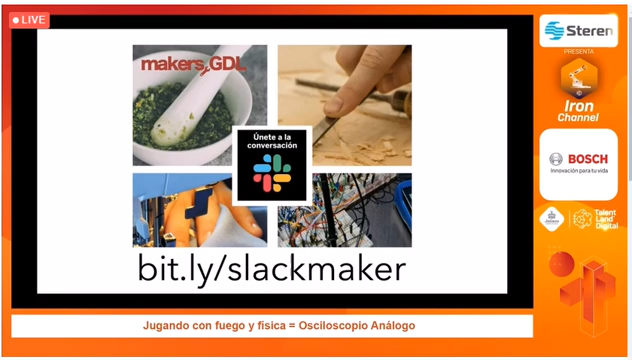 LIVE
makers GDL
Únete a la
conversación
bit.ly/slackmaker
Jugando con fuego y física = Osciloscopio Análogo
Steren
PRESENTA:
Iron
Channel
BOSCH
Innovación para tu vida
Jalisco
Talent
Land
Digital